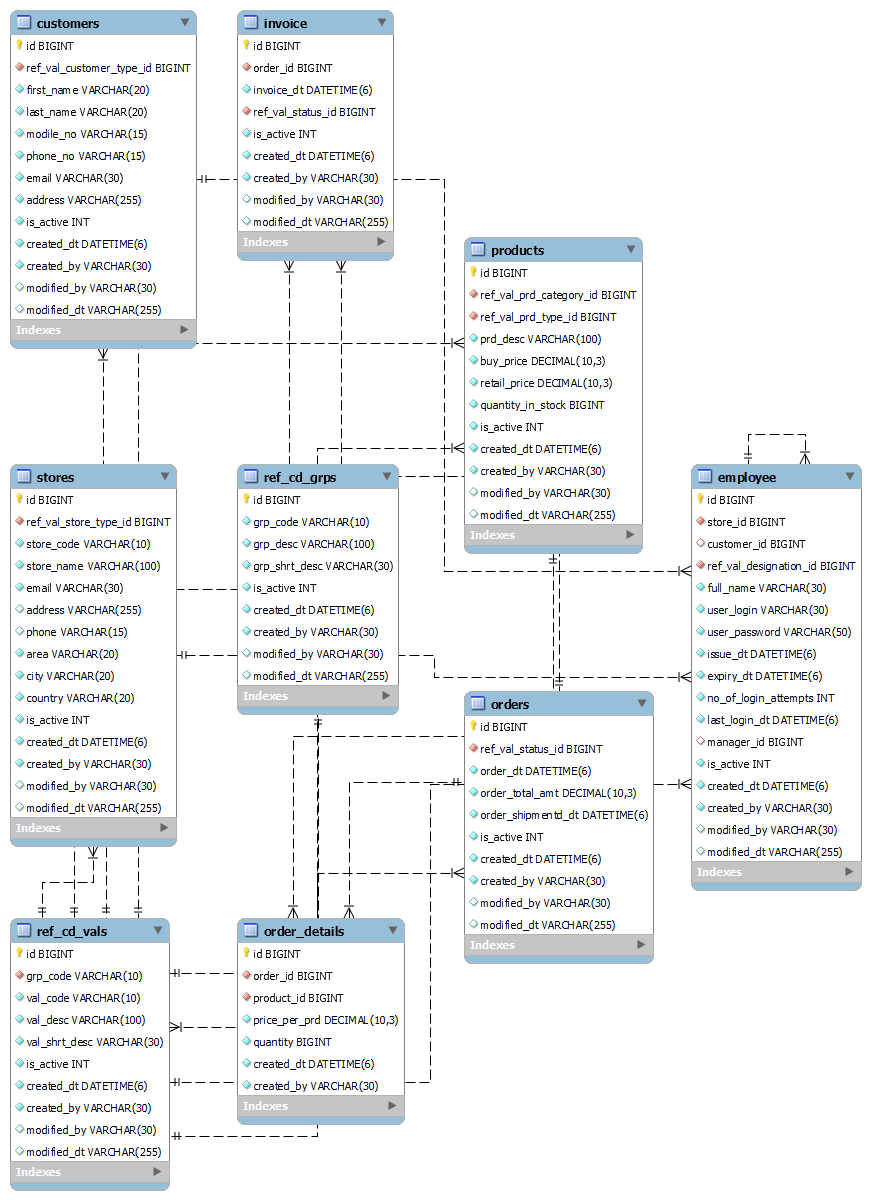 customers
id BIGINT
ref_val_customer_type_id BIGINT
first_name VARCHAR(20)
last_name VARCHAR(20)
modile_no VARCHAR(15)
phone_no VARCHAR(15)
email VARCHAR(30)
address VARCHAR(255)
is_active INT
created_dt DATETIME(6)
created_by VARCHAR(30)
modified_by VARCHAR(30)
modified_dt VARCHAR(255)
Indexes
invoice
id BIGINT
order_id BIGINT
invoice_dt DATETIME(6)
ref_val_status_id BIGINT
is_active INT
created_dt DATETIME(6)
created_by VARCHAR(30)
modified_by VARCHAR(30)
modified_dt VARCHAR(255)
Indexes
products
id BIGINT
ref_val_prd_category_id BIGINT
ref_val_prd_type_id BIGINT
prd_desc VARCHAR(100)
buy_price DECIMAL(10,3)
retail_price DECIMAL(10,3)
quantity_in_stock BIGINT
is_active INT
created_dt DATETIME(6)
created_by VARCHAR(30)
modified_by VARCHAR(30)
modified_dt VARCHAR(255)
Indexes
stores
id BIGINT
ref_val_store_type_id BIGINT
store_code VARCHAR(10)
store_name VARCHAR(100)
email VARCHAR(30)
address VARCHAR(255)
phone VARCHAR(15)
area VARCHAR(20)
city VARCHAR(20)
country VARCHAR(20)
is_active INT
created_dt DATETIME(6)
created_by VARCHAR(30)
modified_by VARCHAR(30)
modified_dt VARCHAR(255)
Indexes
ref_cd_grps
id BIGINT
grp_code VARCHAR(10)
grp_desc VARCHAR(100)
grp_shrt_desc VARCHAR(30)
is_active INT
created_dt DATETIME(6)
created_by VARCHAR(30)
modified_by VARCHAR(30)
modified_dt VARCHAR(255)
Indexes
employee
id BIGINT
store_id BIGINT
customer_id BIGINT
ref_val_designation_id BIGINT
full_name VARCHAR(30)
user_login VARCHAR(30)
user_password VARCHAR(50)
issue_dt DATETIME(6)
expiry_dt DATETIME(6)
no_of_login_attempts INT
last_login_dt DATETIME(6)
manager_id BIGINT
is_active INT
created_dt DATETIME(6)
created_by VARCHAR(30)
modified_by VARCHAR(30)
modified_dt VARCHAR(255)
Indexes
orders
id BIGINT
ref_val_status_id BIGINT
order_dt DATETIME(6)
order_total_amt DECIMAL(10,3)
order_shipmentd_dt DATETIME(6)
is_active INT
created_dt DATETIME(6)
created_by VARCHAR(30)
modified_by VARCHAR(30)
modified_dt VARCHAR(255)
Indexes
ref_cd_vals
id BIGINT
grp_code VARCHAR(10)
val_code VARCHAR(10)
val_desc VARCHAR(100)
val_shrt_desc VARCHAR(30)
is_active INT
created_dt DATETIME(6)
created_by VARCHAR(30)
modified_by VARCHAR(30)
modified_dt VARCHAR(255)
Indexes
order_details
id BIGINT
order_id BIGINT
product_id BIGINT
price_per_prd DECIMAL(10,3)
quantity BIGINT
created_dt DATETIME(6)
created_by VARCHAR(30)
Indexes